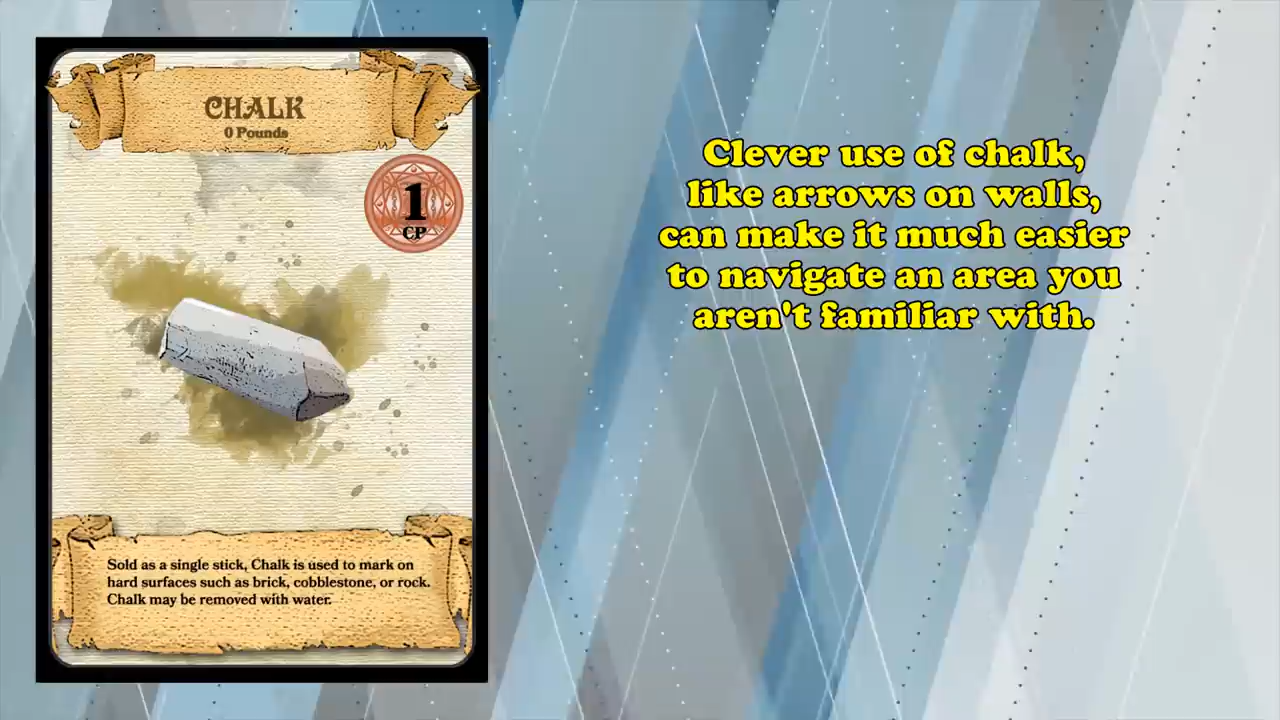 CHALK
0 Pounds
1
CP
Sold as a single stick, Chalk is used to mark on
hard surfaces such as brick, cobblestone, or rock.
Chalk may be removed with water.
Clever use of chalk,
like arrows on walls,
can make it much easier
to navigate an area you
aren't familiar with.